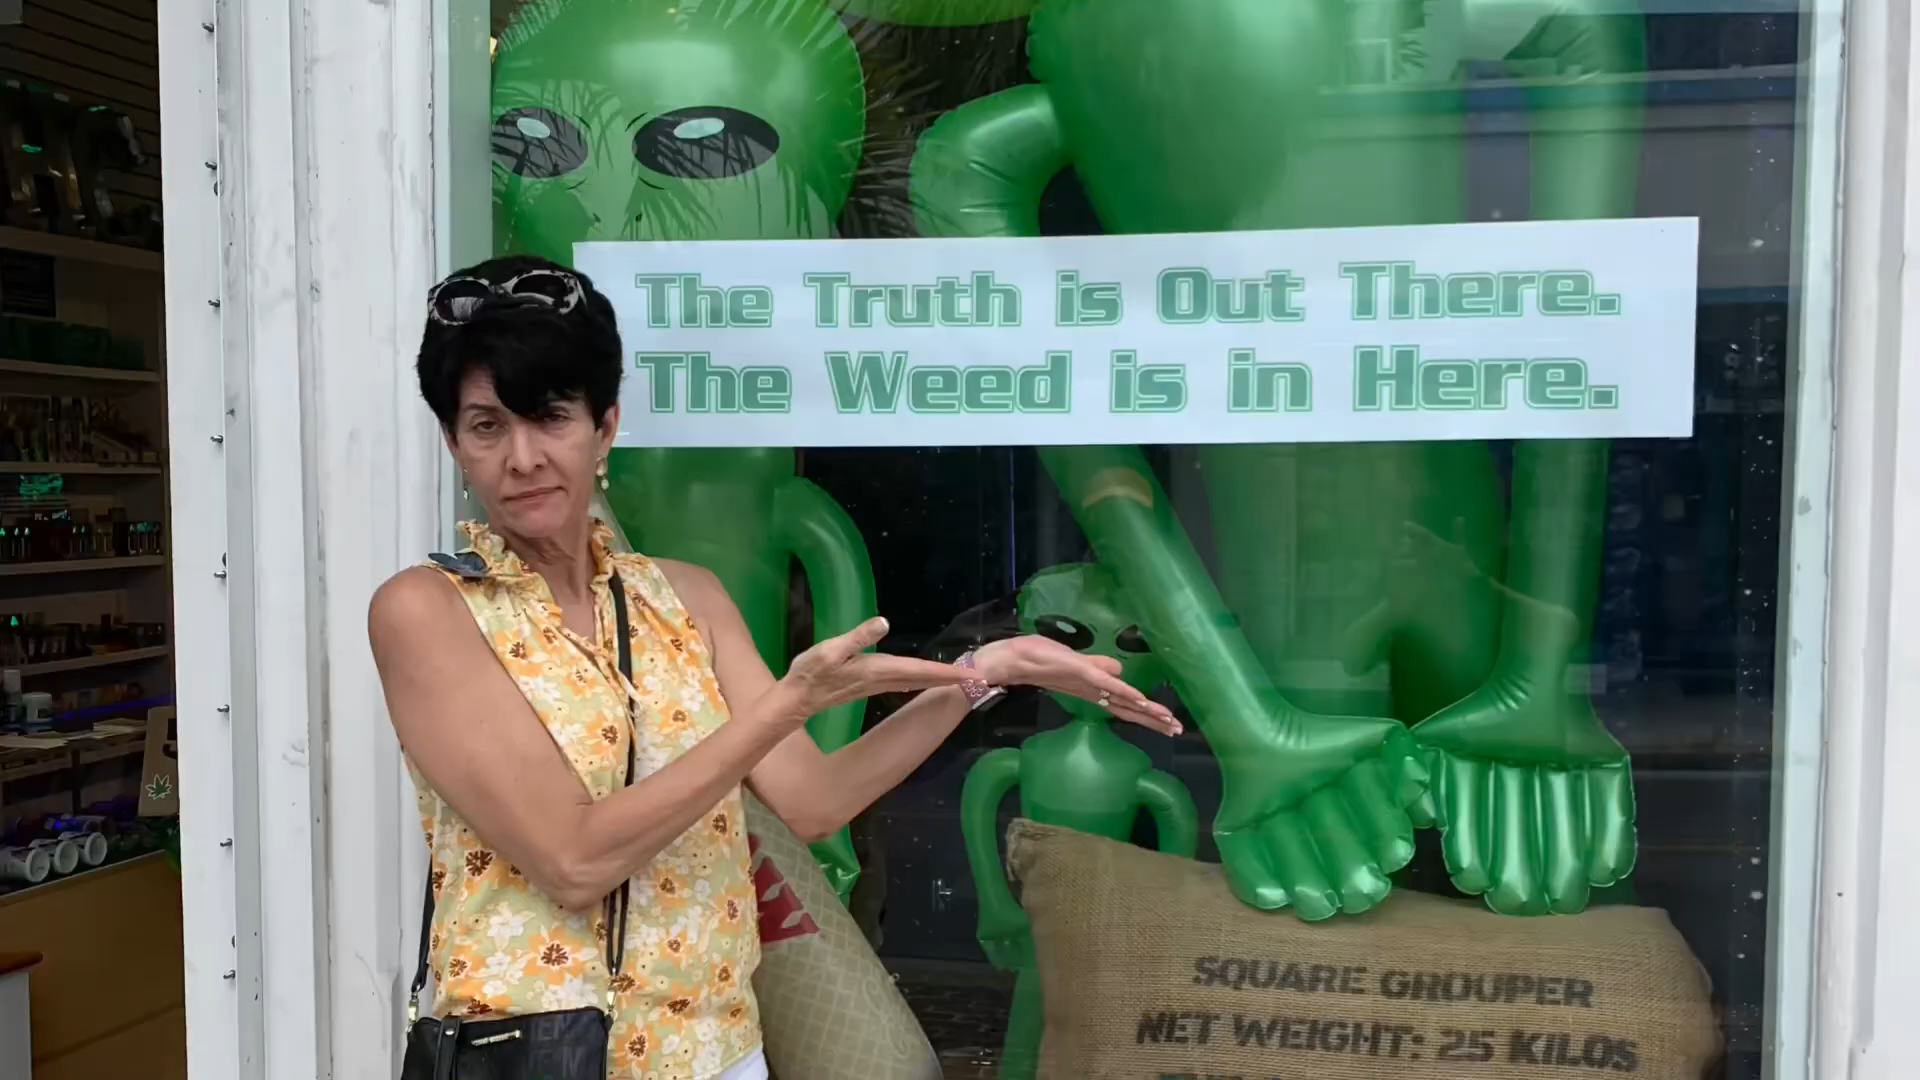 The Truth is Out There.
The Weed is in Here.
SQUARE GROUPER
NET WEIGHT: 25 KILOS